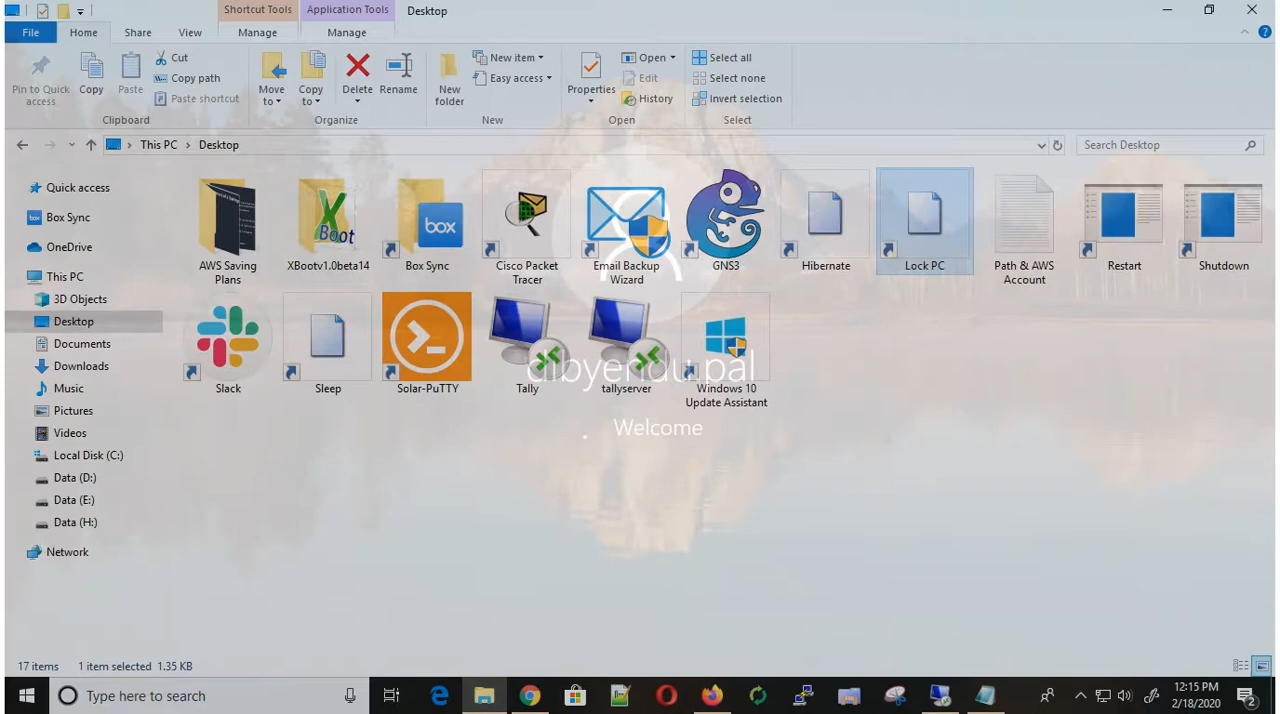 Shortcut Tools
Application Tools
Desktop
File
Home
Share
View
Manage
Manage
Pin to Quick
access
Copy
Paste
Cut
Copy path
Paste shortcut
Clipboard
Move
to
Copy
to
Delete
Rename
Organize
New
folder
New item
Easy access
New
Properties
Open
Edit
History
Open
Select all
Select none
Invert selection
Select
This PC
Desktop
Search Desktop
Quick access
Box Sync
OneDrive
This PC
3D Objects
Desktop
Documents
Downloads
Music
Pictures
Videos
Local Disk (C:)
Data (D:)
Data (E:)
Data (H:)
Network
AWS Saving
Plans
X
Boot
XBootv1.0beta14
box
Box Sync
Cisco Packet
Tracer
Email Backup
Wizard
GNS3
Hibernate
Lock PC
Path & AWS
Account
Restart
Shutdown
Slack
Sleep
Solar-PuTTY
Tally
tallyserver
Windows 10
Update Assistant
dibyendu.pal
Welcome
17 items
1 item selected 1.35 KB
Type here to search
12:15 PM
2/18/2020
2